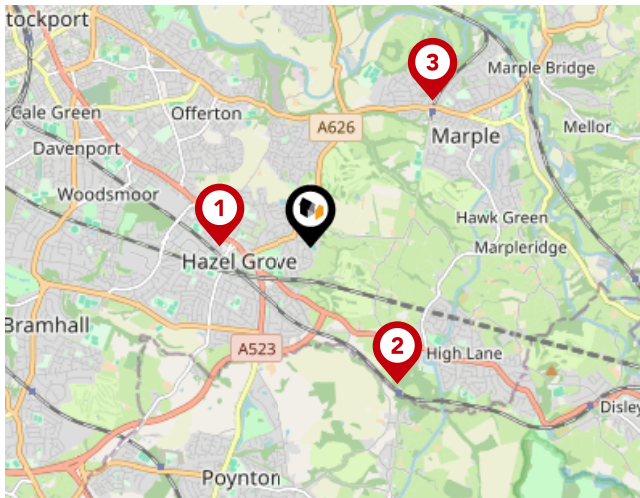 tockport
3
Marple Bridge
Gale Green
Offerton
A626
Mellor
Marple
Davenport
Woodsmoor
1
Hawk Green
Marpleridge
Hazel Grove
Bramhall
A523
2
High Lane
Disley
Poynton